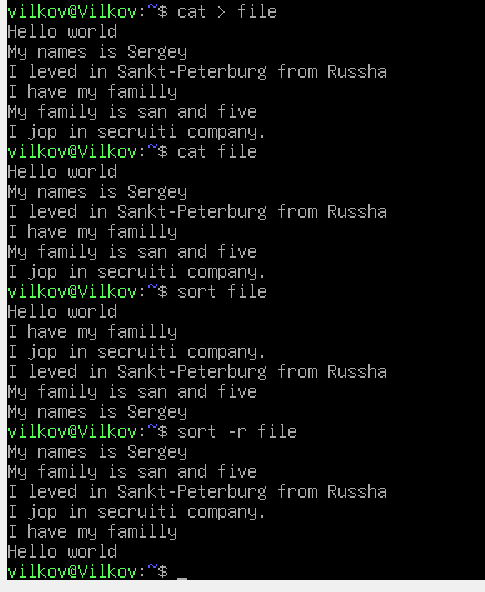 vilkov@Vilkov:~$ cat > file
Hello world
My names is Sergey
I leved in Sankt-Peterburg from Russha
I have my familly
My family is san and five
I jop in secruiti company.
vilkov@Vilkov:~$ cat file
Hello world
My names is Sergey
I leved in Sankt-Peterburg from Russha
I have my familly
My family is san and five
I jop in secruiti company.
vilkov@Vilkov:~$ sort file
Hello world
I have my familly
I jop in secruiti company.
I leved in Sankt-Peterburg from Russha
My family is san and five
My names is Sergey
vilkov@Vilkov:~$ sort -r file
My names is Sergey
My family is san and five
I leved in Sankt-Peterburg from Russha
I jop in secruiti company.
I have my familly
Hello world
vilkov@Vilkov:~$ _